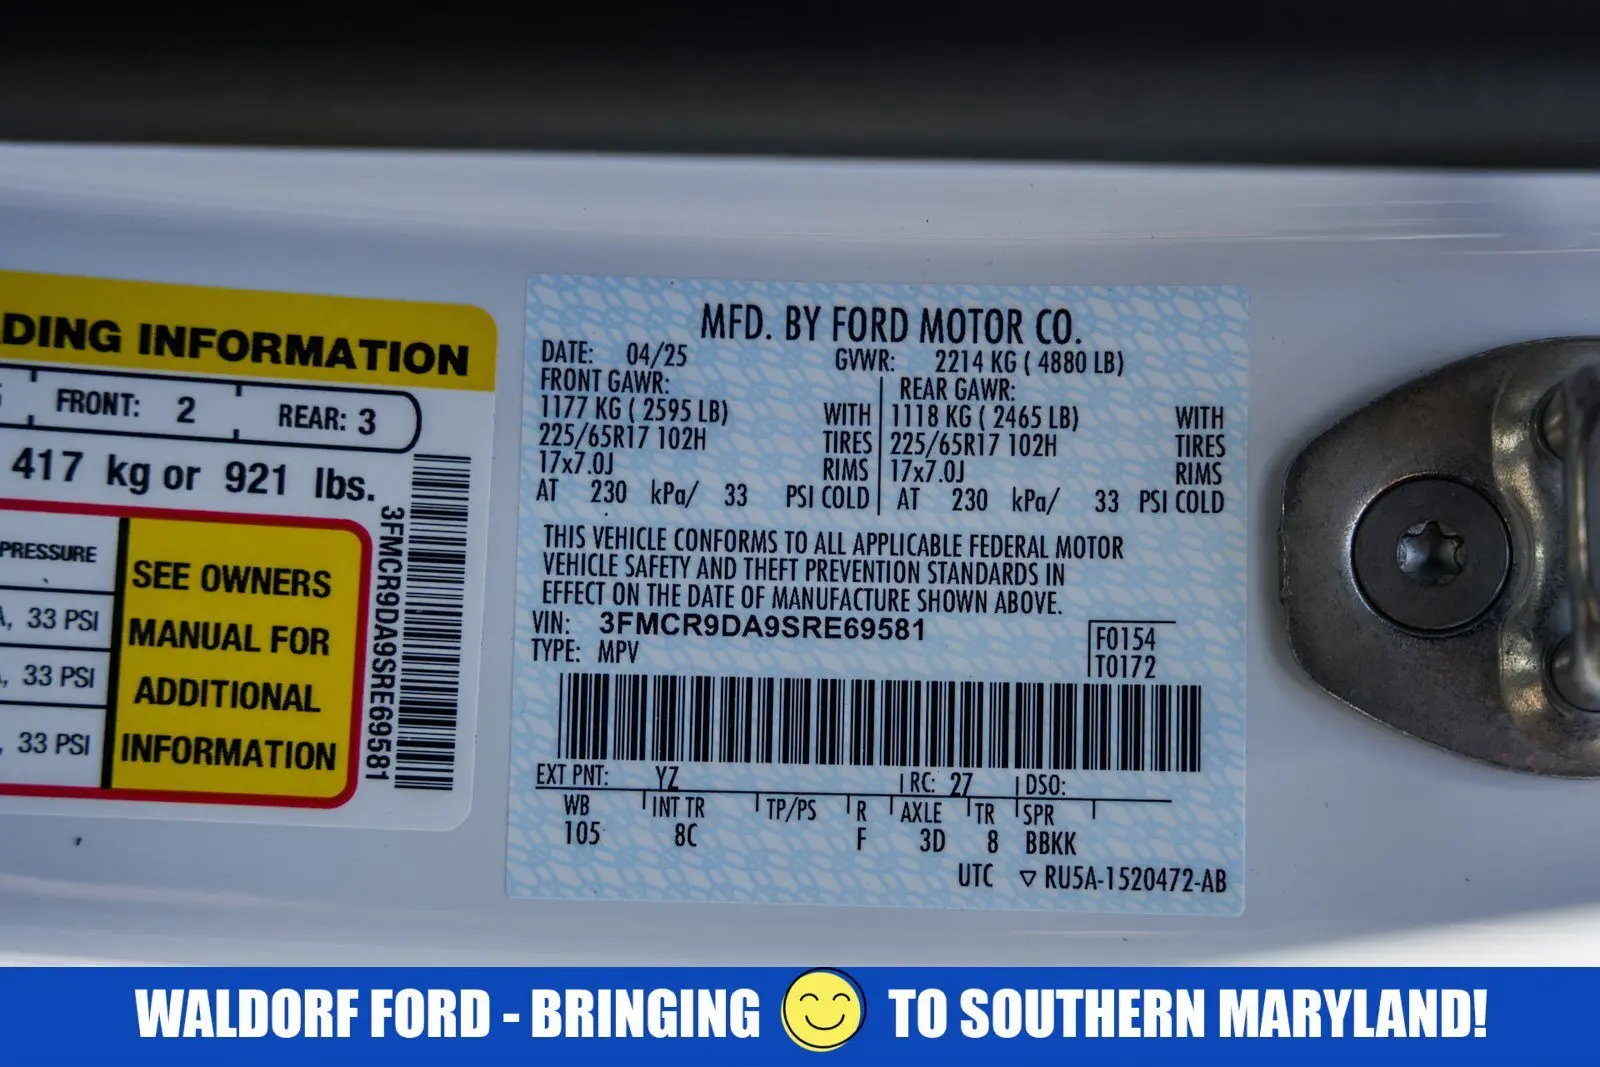 DING INFORMATION
FRONT: 2 REAR: 3
417 kg or 921 lbs.
PRESSURE
33 PSI
33 PSI
33 PSI
SEE OWNERS
MANUAL FOR
ADDITIONAL
INFORMATION
3FMCR9DA9SRE69581
MFD. BY FORD MOTOR CO.
DATE: 04/25 GVWR: 2214 KG ( 4880 LB)
FRONT GAWR: REAR GAWR:
1177 KG ( 2595 LB) WITH 1118 KG ( 2465 LB) WITH
225/65R17 102H TIRES 225/65R17 102H TIRES
17x7.0J RIMS 17x7.0J RIMS
AT 230 kPa/ 33 PSI COLD AT 230 kPa/ 33 PSI COLD
THIS VEHICLE CONFORMS TO ALL APPLICABLE FEDERAL MOTOR
VEHICLE SAFETY AND THEFT PREVENTION STANDARDS IN
EFFECT ON THE DATE OF MANUFACTURE SHOWN ABOVE.
VIN: 3FMCR9DA9SRE69581 F0154
TYPE: MPV T0172
EXT PNT: YZ RC: 27 DSO:
WB INT TR TP/PS R AXLE TR SPR
105 8C F 3D 8 BBKK
UTC ▽ RU5A-1520472-AB
WALDORF FORD - BRINGING TO SOUTHERN MARYLAND!